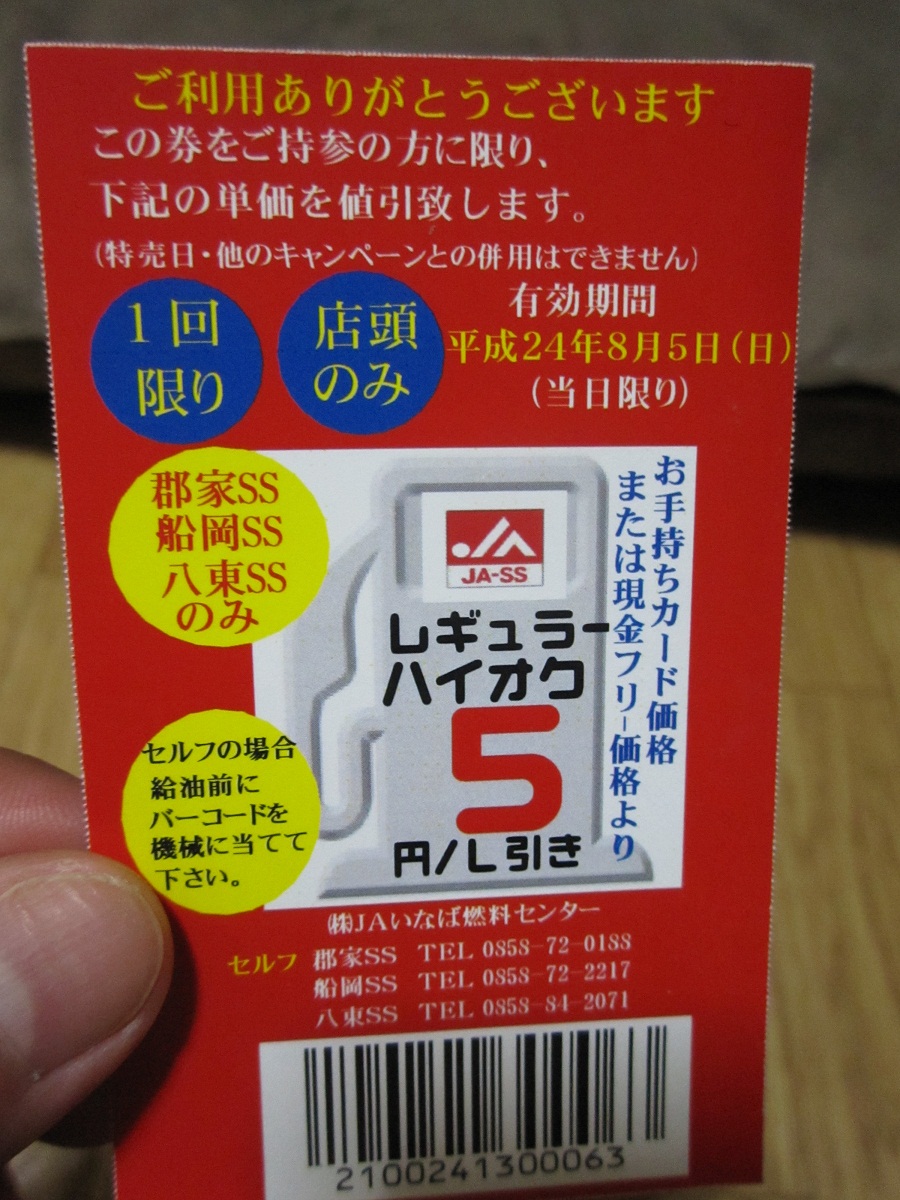 ご利用ありがとうございます
この券をご持参の方に限り、
下記の単価を値引致します。
(特売日・他のキャンペーンとの併用はできません)
1回
限り
店頭
のみ
有効期間
平成24年8月5日(日)
(当日限り)
郡家SS
船岡SS
八東SS
のみ
JA-SS
レギュラー
ハイオク
5
円/L引き
お手持ちカード価格
または現金フリー価格より
セルフの場合
給油前に
バーコードを
機械に当てて
下さい。
㈱JAいなば燃料センター
セルフ 郡家SS TEL 0858-72-0188
船岡SS TEL 0858-72-2217
八東SS TEL 0858-84-2071
2100241300063